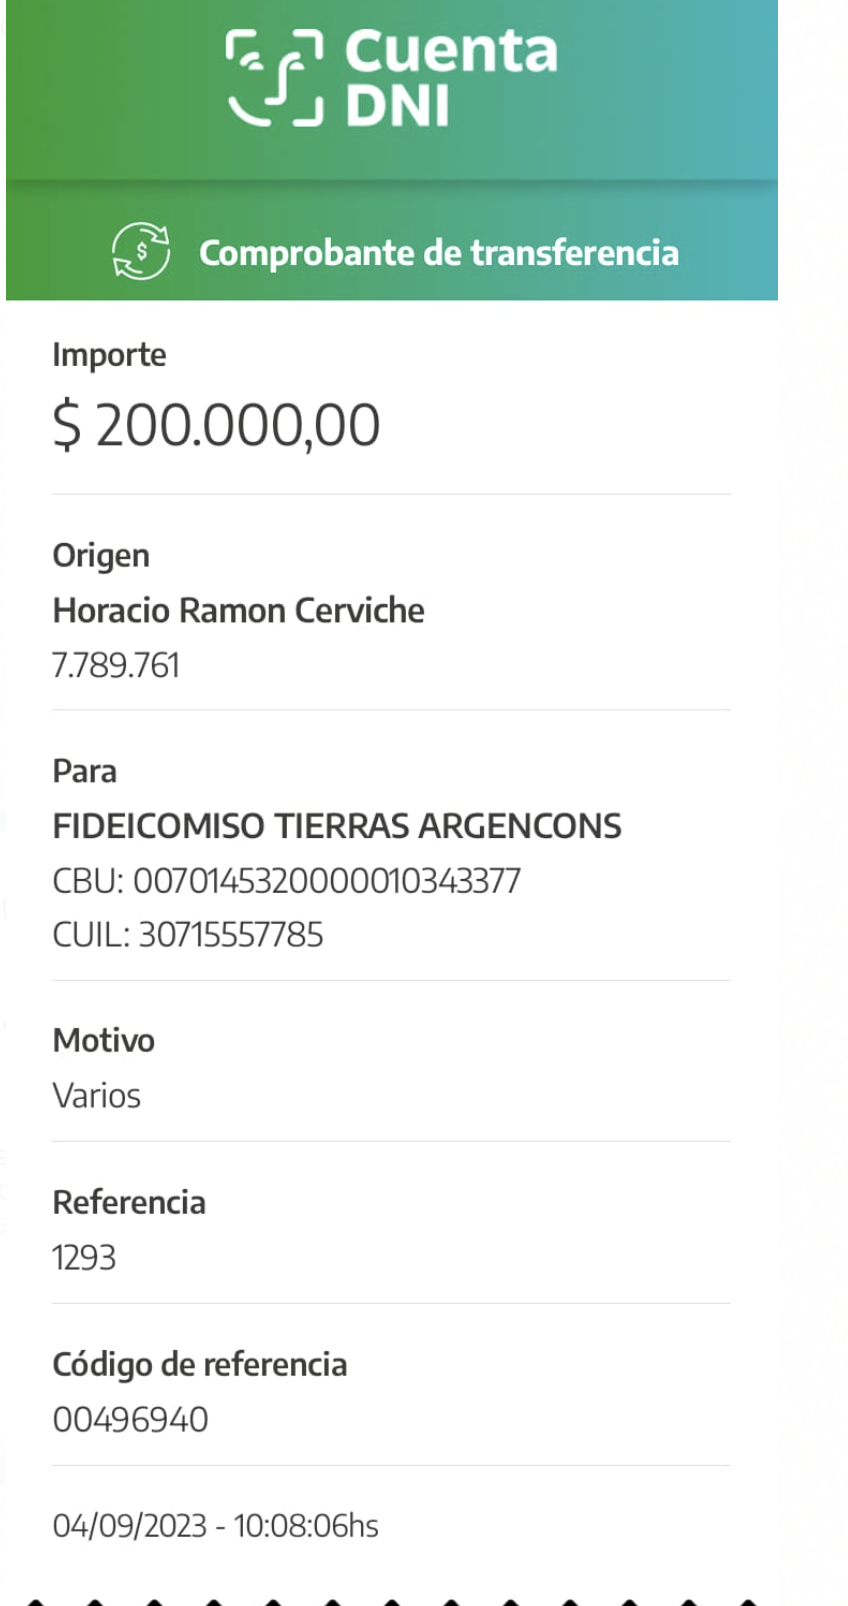 Cuenta
DNI
Comprobante de transferencia
Importe
$ 200.000,00
Origen
Horacio Ramon Cerviche
7.789.761
Para
FIDEICOMISO TIERRAS ARGENCONS
CBU: 0070145320000010343377
CUIL: 30715557785
Motivo
Varios
Referencia
1293
Código de referencia
00496940
04/09/2023 - 10:08:06hs